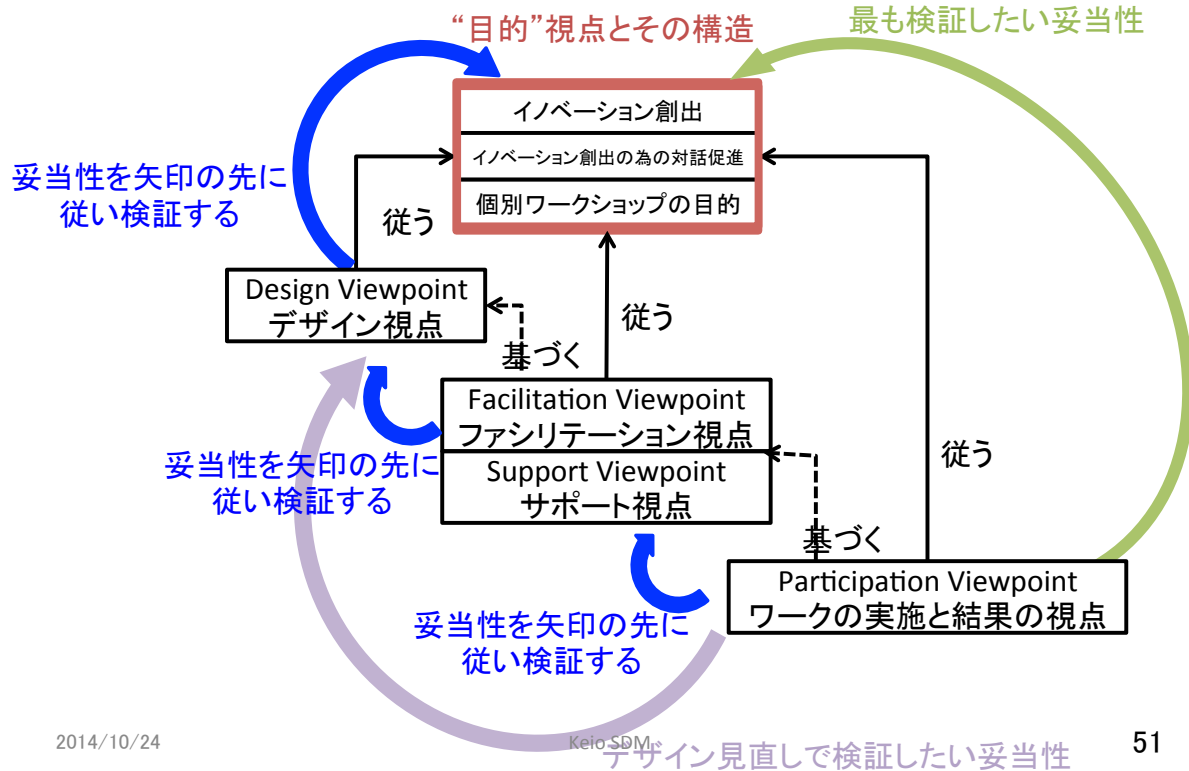 “目的”視点とその構造
最も検証したい妥当性
イノベーション創出
イノベーション創出の為の対話促進
個別ワークショップの目的
妥当性を矢印の先に
従い検証する
従う
Design Viewpoint
デザイン視点
従う
基づく
Facilitation Viewpoint
ファシリテーション視点
Support Viewpoint
サポート視点
従う
妥当性を矢印の先に
従い検証する
基づく
Participation Viewpoint
ワークの実施と結果の視点
妥当性を矢印の先に
従い検証する
2014/10/24
Keio SDM
デザイン見直しで検証したい妥当性
51